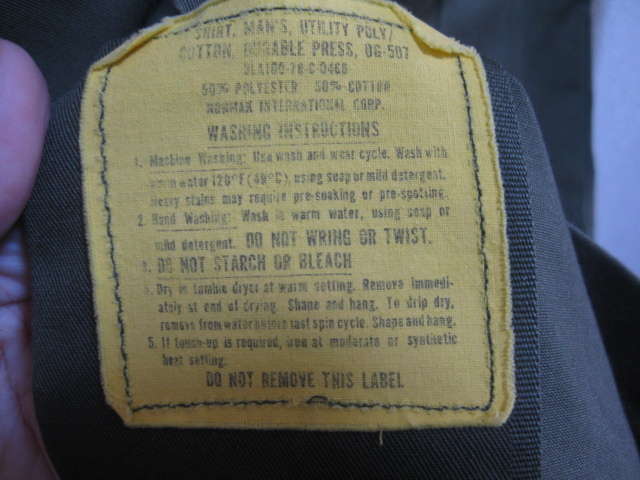 SHIRT, MAN'S, UTILITY POLY/
COTTON, DURABLE PRESS, OG-507
DLA100-78-C-0468
50% POLYESTER 50% COTTON
NORMAN INTERNATIONAL CORP.
WASHING INSTRUCTIONS
1. Machine Washing: Use wash and wear cycle. Wash with
warm water 120°F(49°C), using soap or mild detergent.
Heavy stains may require pre-soaking or pre-spotting.
2. Hand Washing: Wash in warm water, using soap or
mild detergent. DO NOT WRING OR TWIST.
3. DO NOT STARCH OR BLEACH
Dry in tumble dryer at warm setting. Remove immedi-
ately at end of drying. Shape and hang. To drip dry,
remove from water before last spin cycle. Shape and hang.
5. If touch-up is required, iron at moderate or synthetic
heat setting.
DO NOT REMOVE THIS LABEL